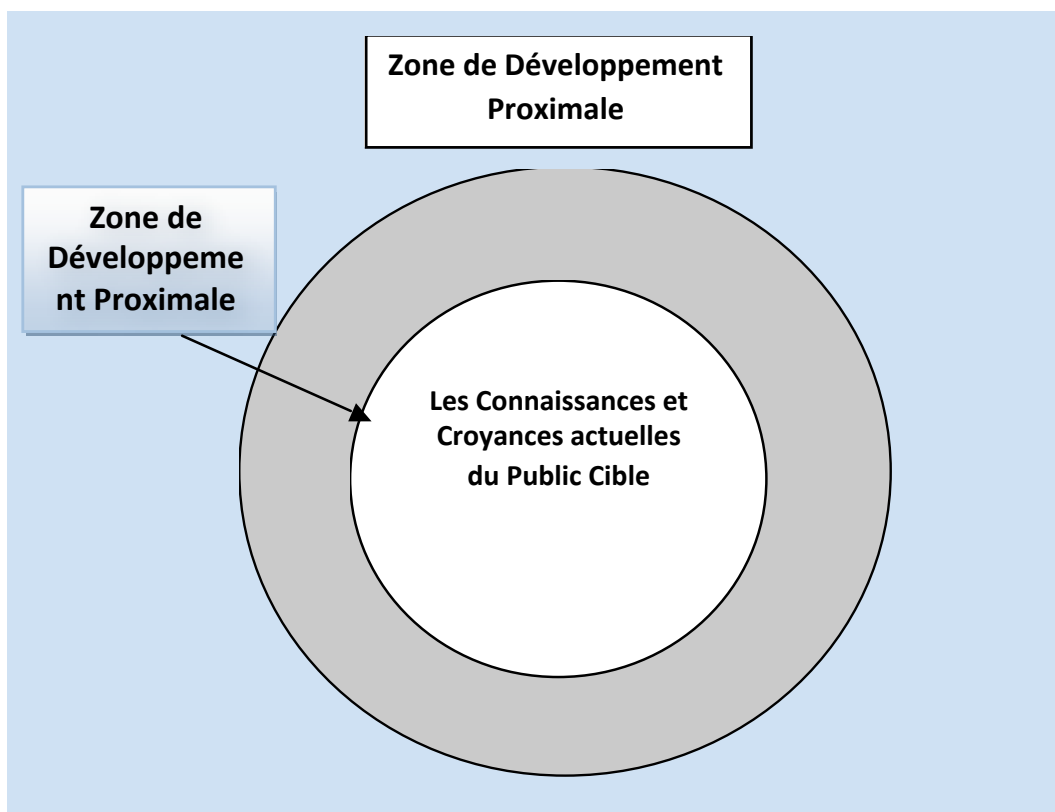 Zone de Développement
Proximale
Zone de
Développeme
nt Proximale
Les Connaissances et
Croyances actuelles
du Public Cible